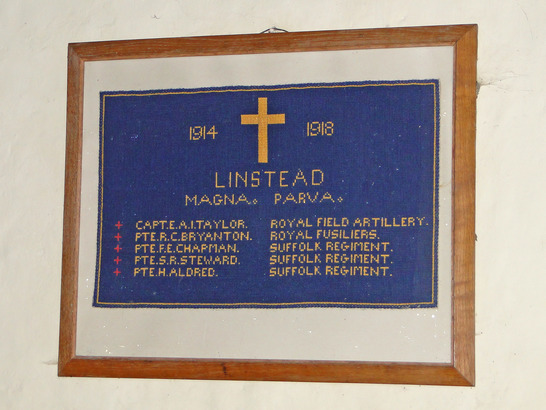 1914 1918
LINSTEAD
MAGNA. PARVA.
+ CAPT.E.A.I.TAYLOR. ROYAL FIELD ARTILLERY.
+ PTE.R.C.BRYANTON. ROYAL FUSILIERS.
+ PTE.F.E.CHAPMAN. SUFFOLK REGIMENT.
+ PTE.S.R.STEWARD. SUFFOLK REGIMENT.
+ PTE.H.ALDRED. SUFFOLK REGIMENT.